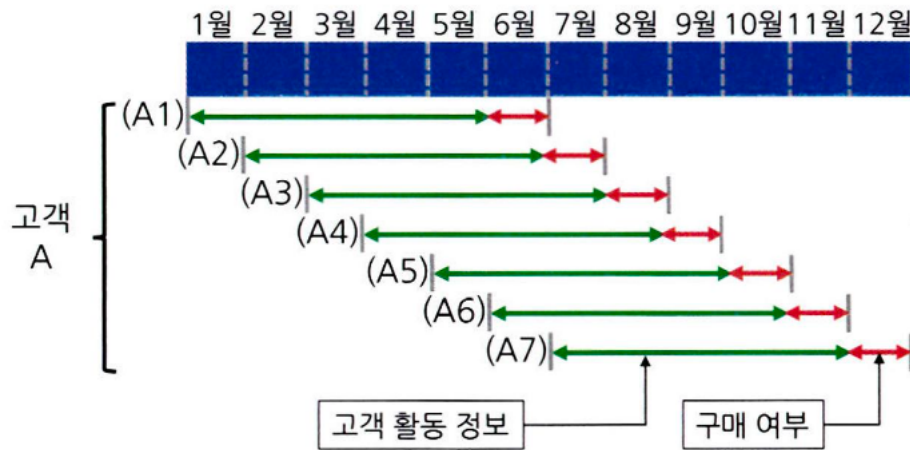 1월 2월 3월 4월 5월 6월 7월 8월 9월 10월 11월 12월
(A1)
(A2)
(A3)
고객
A
(A4)
(A5)
(A6)
(A7)
고객 활동 정보
구매 여부